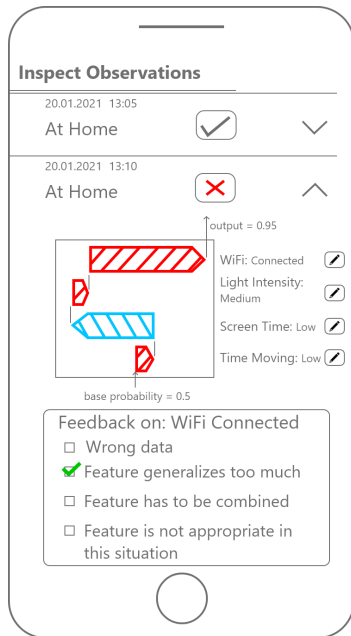 Inspect Observations
20.01.2021 13:05
At Home
20.01.2021 13:10
At Home
output = 0.95
WiFi: Connected
Light Intensity:
Medium
Screen Time: Low
Time Moving: Low
base probability = 0.5
Feedback on: WiFi Connected
Wrong data
Feature generalizes too much
Feature has to be combined
Feature is not appropriate in
this situation